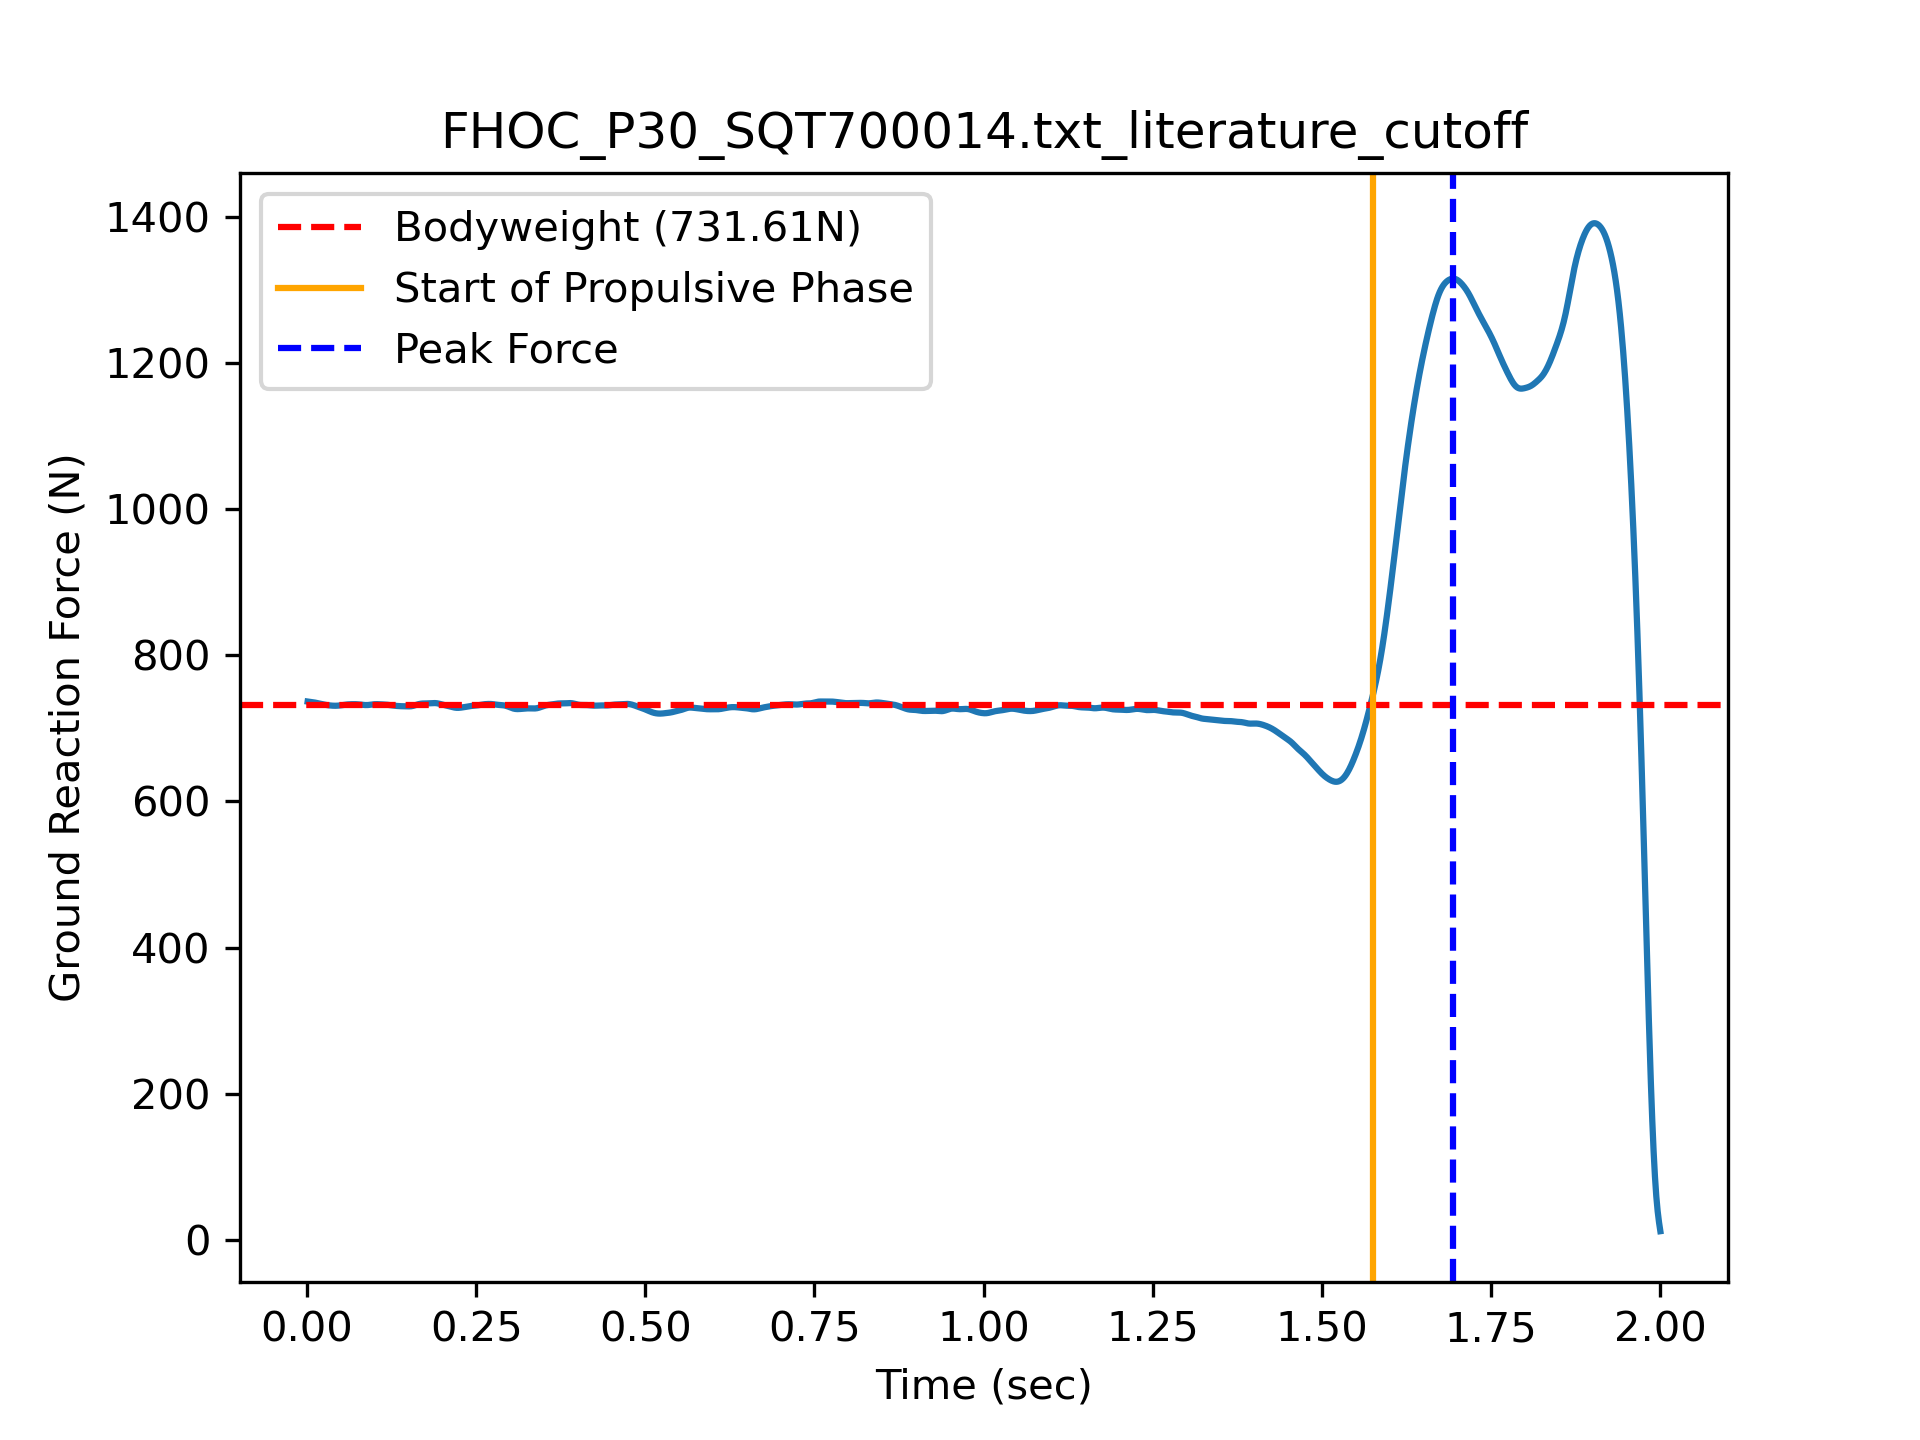 FHOC_P30_SQT700014.txt_literature_cutoff
Bodyweight (731.61N)
Start of Propulsive Phase
Peak Force
Ground Reaction Force (N)
1400
1200
1000
800
600
400
200
0
0.00 0.25 0.50 0.75 1.00 1.25 1.50 1.75 2.00
Time (sec)